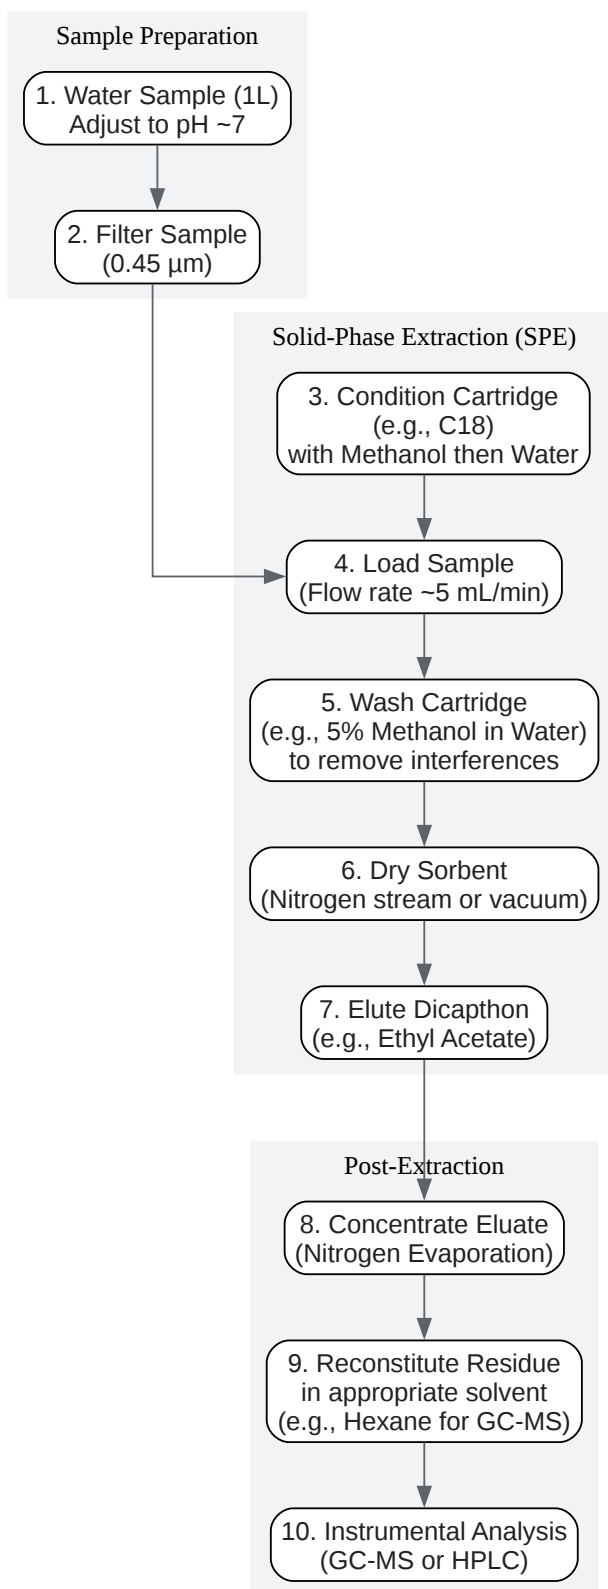 Sample Preparation
1. Water Sample (1L)
Adjust to pH ~7
2. Filter Sample
(0.45 µm)
Solid-Phase Extraction (SPE)
3. Condition Cartridge
(e.g., C18)
with Methanol then Water
4. Load Sample
(Flow rate ~5 mL/min)
5. Wash Cartridge
(e.g., 5% Methanol in Water)
to remove interferences
6. Dry Sorbent
(Nitrogen stream or vacuum)
7. Elute Dicapthon
(e.g., Ethyl Acetate)
Post-Extraction
8. Concentrate Eluate
(Nitrogen Evaporation)
9. Reconstitute Residue
in appropriate solvent
(e.g., Hexane for GC-MS)
10. Instrumental Analysis
(GC-MS or HPLC)